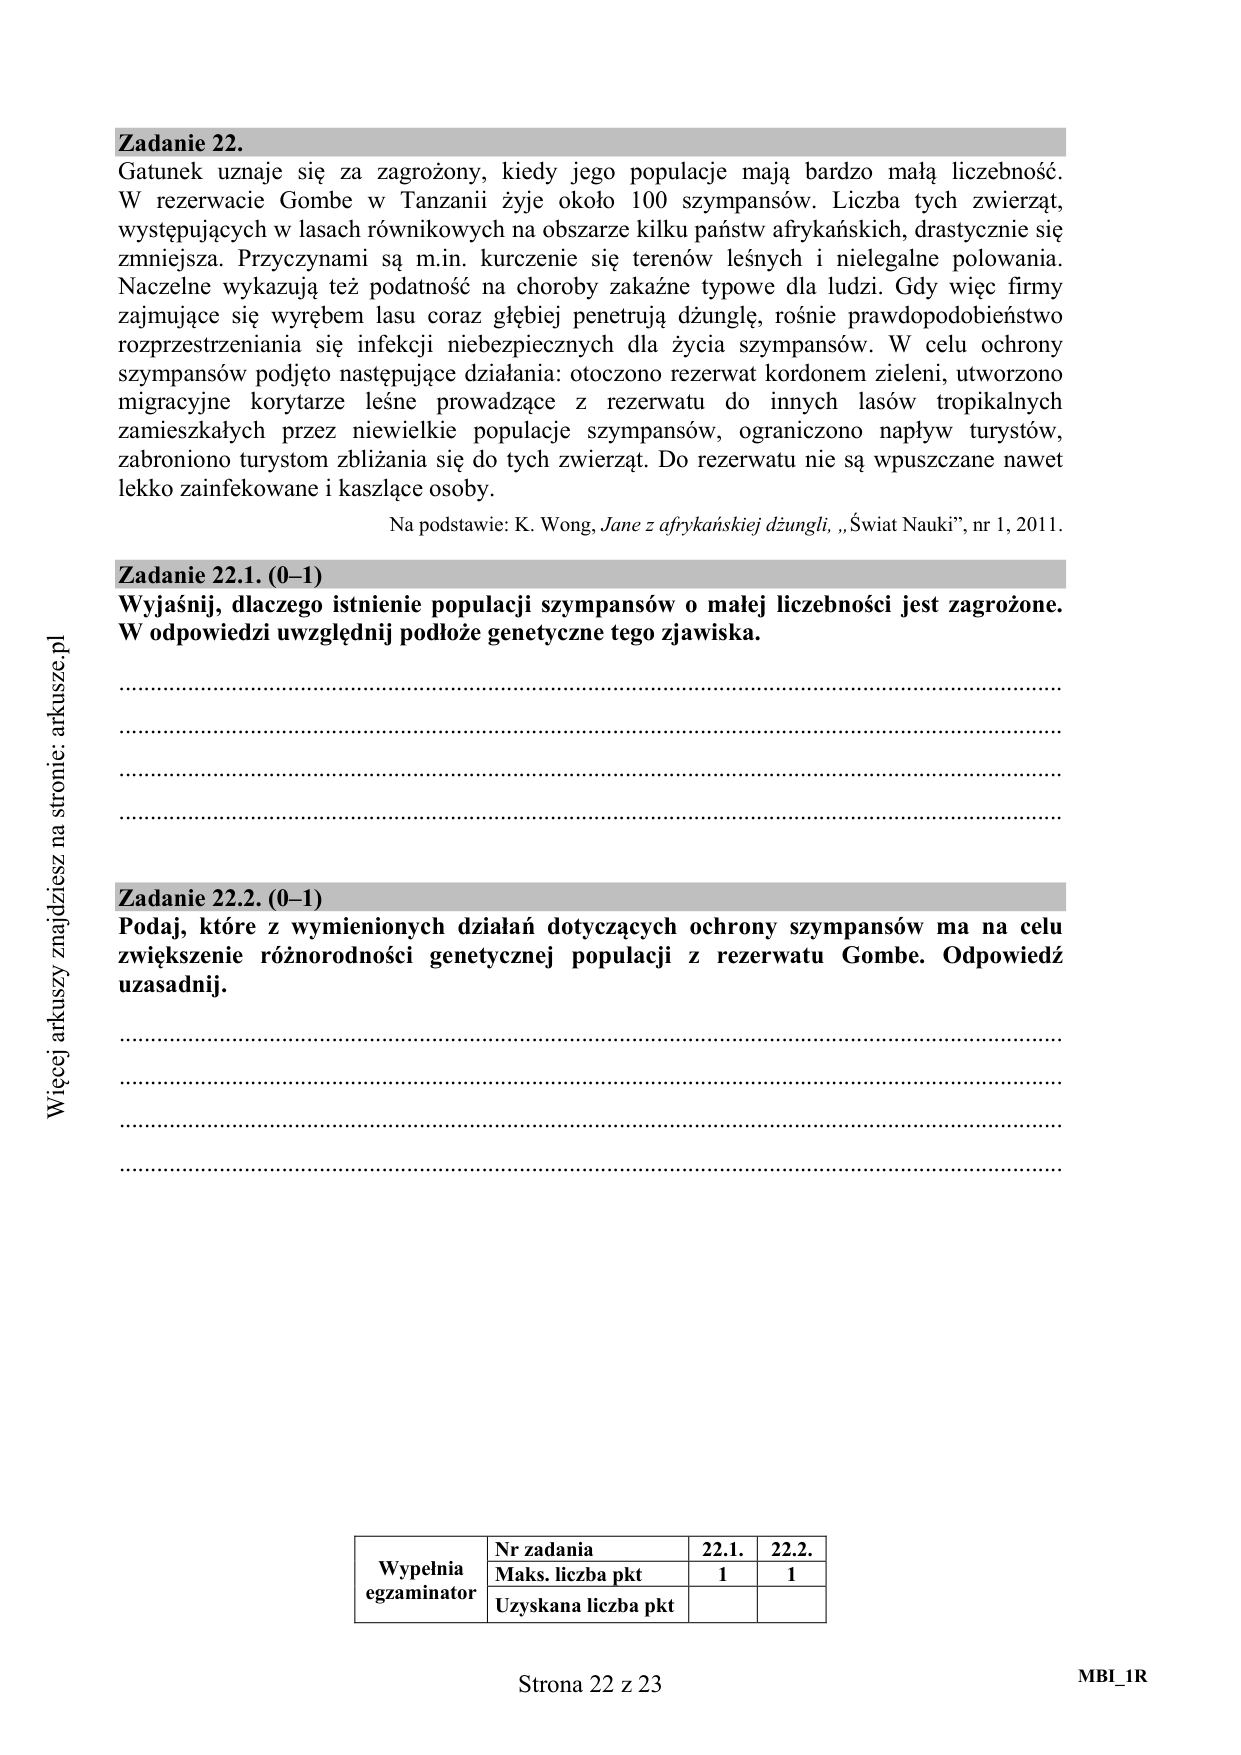 Zadanie 22.
Gatunek uznaje się za zagrożony, kiedy jego populacje mają bardzo małą liczebność.
W rezerwacie Gombe w Tanzanii żyje około 100 szympansów. Liczba tych zwierząt,
występujących w lasach równikowych na obszarze kilku państw afrykańskich, drastycznie się
zmniejsza. Przyczynami są m.in. kurczenie się terenów leśnych i nielegalne polowania.
Naczelne wykazują też podatność na choroby zakaźne typowe dla ludzi. Gdy więc firmy
zajmujące się wyrębem lasu coraz głębiej penetrują dżunglę, rośnie prawdopodobieństwo
rozprzestrzeniania się infekcji niebezpiecznych dla życia szympansów. W celu ochrony
szympansów podjęto następujące działania: otoczono rezerwat kordonem zieleni, utworzono
migracyjne korytarze leśne prowadzące z rezerwatu do innych lasów tropikalnych
zamieszkałych przez niewielkie populacje szympansów, ograniczono napływ turystów,
zabroniono turystom zbliżania się do tych zwierząt. Do rezerwatu nie są wpuszczane nawet
lekko zainfekowane i kaszlące osoby.
Na podstawie: K. Wong, Jane z afrykańskiej dżungli, „Świat Nauki”, nr 1, 2011.
Zadanie 22.1. (0–1)
Wyjaśnij, dlaczego istnienie populacji szympansów o małej liczebności jest zagrożone.
W odpowiedzi uwzględnij podłoże genetyczne tego zjawiska.
Zadanie 22.2. (0–1)
Podaj, które z wymienionych działań dotyczących ochrony szympansów ma na celu
zwiększenie różnorodności genetycznej populacji z rezerwatu Gombe. Odpowiedź
uzasadnij.
Więcej arkuszy znajdziesz na stronie: arkusze.pl
Wypełnia
egzaminator
Nr zadania 22.1. 22.2.
Maks. liczba pkt 1 1
Uzyskana liczba pkt
Strona 22 z 23
MBI_1R